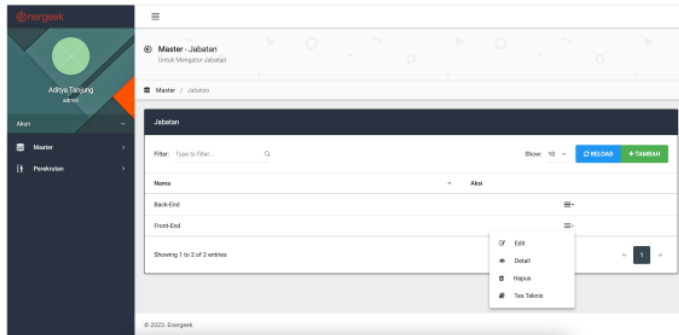 energeek
Master - Jabatan
Untuk Mengatur Jabatan
Aditya Tanjung
admin
Master / Jabatan
Akun
Jabatan
Master
Filter: Type to filter... Show: 10 RELOAD + TAMBAH
Perekrutan
Nama Aksi
Back-End
Front-End
Edit
Showing 1 to 2 of 2 entries ← 1 →
Detail
Hapus
Tes Teknis
© 2023. Energeek